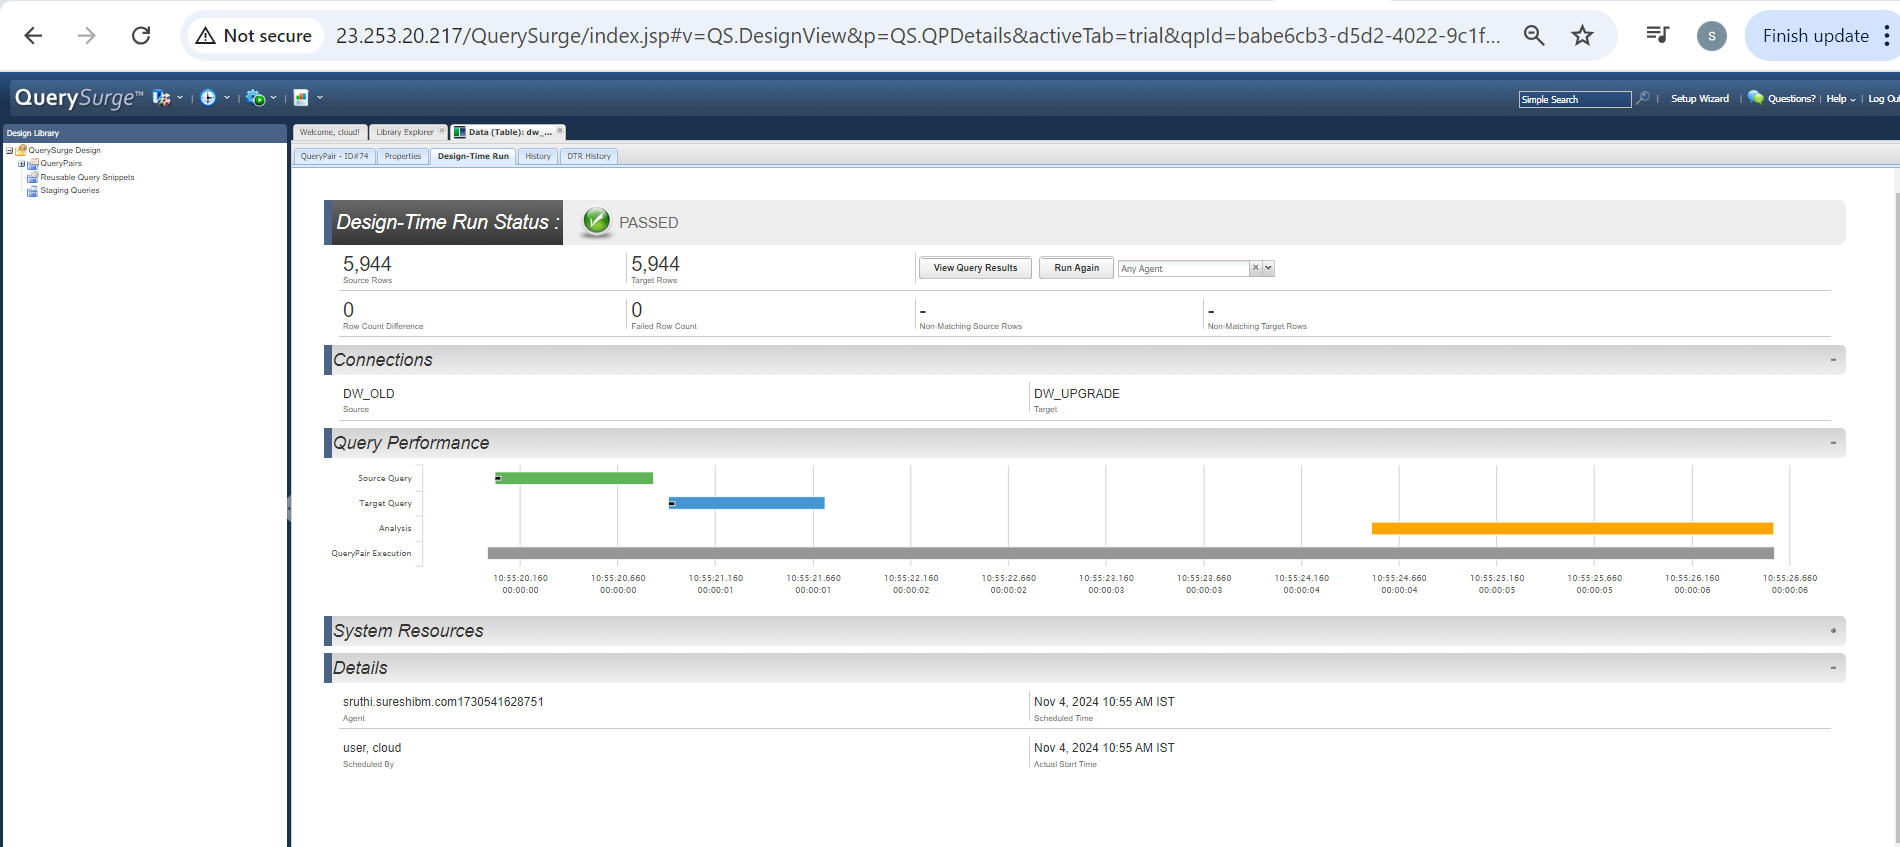 Not secure
23.253.20.217/QuerySurge/index.jsp#v=QS.DesignView&p=QS.QPDetails&activeTab=trial&qpId=babe6cb3-d5d2-4022-9c1f...
S
Finish update
QuerySurge™
Simple Search
Setup Wizard
Questions?
Help
Log Ou
Design Library
QuerySurge Design
QueryPairs
Reusable Query Snippets
Staging Queries
Welcome, cloud!
Library Explorer
Data (Table): dw_...
QueryPair - ID#74
Properties
Design-Time Run
History
DTR History
Design-Time Run Status :
PASSED
5,944
Source Rows
5,944
Target Rows
View Query Results
Run Again
Any Agent
0
Row Count Difference
0
Failed Row Count
-
Non-Matching Source Rows
-
Non-Matching Target Rows
Connections
DW_OLD
Source
DW_UPGRADE
Target
Query Performance
Source Query
Target Query
Analysis
QueryPair Execution
10:55:20.160 10:55:20.660 10:55:21.160 10:55:21.660 10:55:22.160 10:55:22.660 10:55:23.160 10:55:23.660 10:55:24.160 10:55:24.660 10:55:25.160 10:55:25.660 10:55:26.160 10:55:26.660
00:00:00 00:00:00 00:00:01 00:00:01 00:00:02 00:00:02 00:00:03 00:00:03 00:00:04 00:00:04 00:00:05 00:00:05 00:00:06 00:00:06
System Resources
Details
sruthi.sureshibm.com1730541628751
Agent
Nov 4, 2024 10:55 AM IST
Scheduled Time
user, cloud
Scheduled By
Nov 4, 2024 10:55 AM IST
Actual Start Time